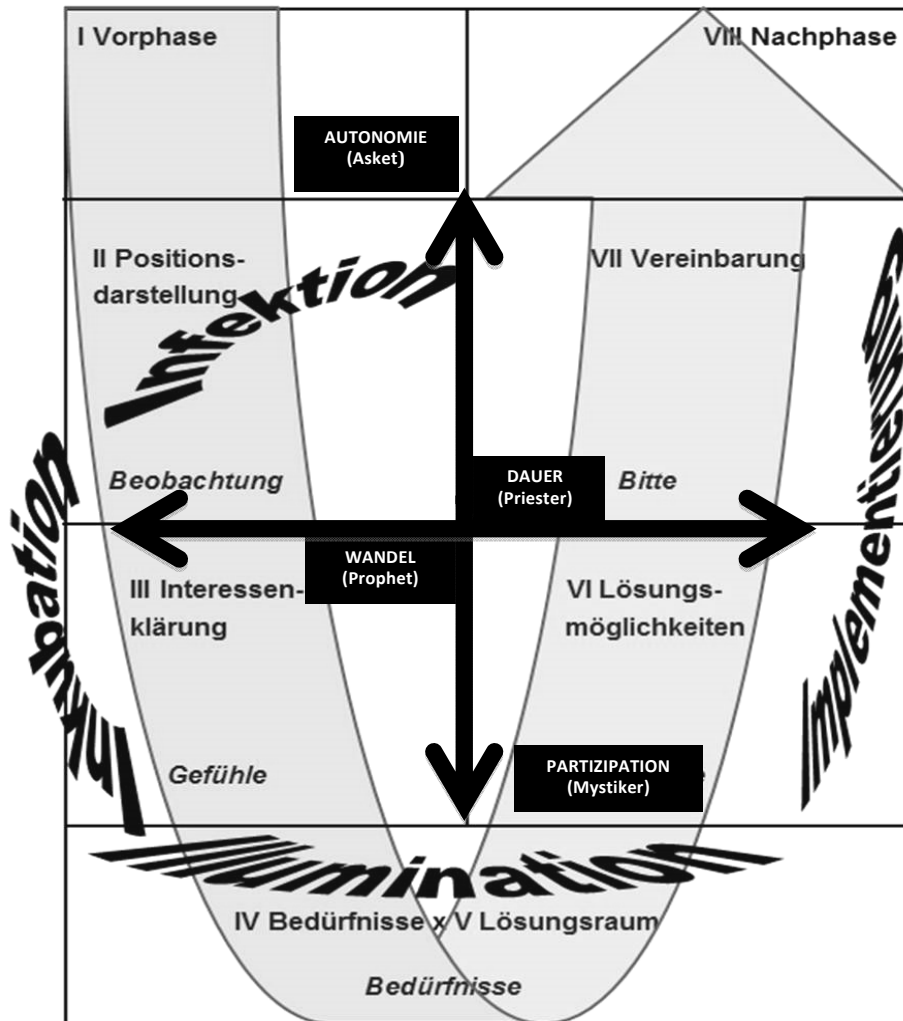 I Vorphase
VIII Nachphase
AUTONOMIE
(Asket)
II Positions-
darstellung
Infektion
VII Vereinbarung
Beobachtung
DAUER
(Priester)
Bitte
Inkubation
WANDEL
(Prophet)
III Interessen-
klärung
VI Lösungs-
möglichkeiten
Gefühle
PARTIZIPATION
(Mystiker)
Illumination
IV Bedürfnisse x V Lösungsraum
Bedürfnisse